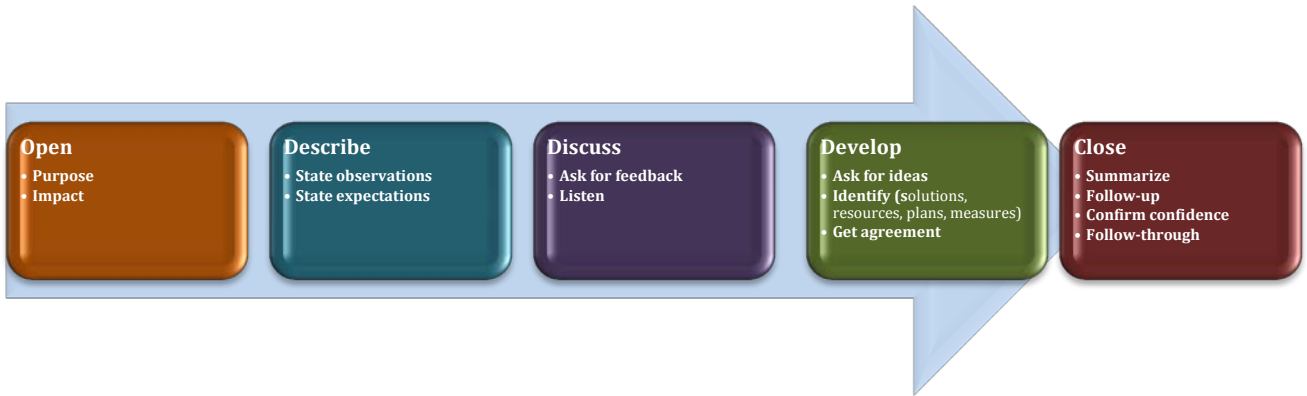 Open
• Purpose
• Impact
Describe
• State observations
• State expectations
Discuss
• Ask for feedback
• Listen
Develop
• Ask for ideas
• Identify (solutions,
resources, plans, measures)
• Get agreement
Close
• Summarize
• Follow-up
• Confirm confidence
• Follow-through